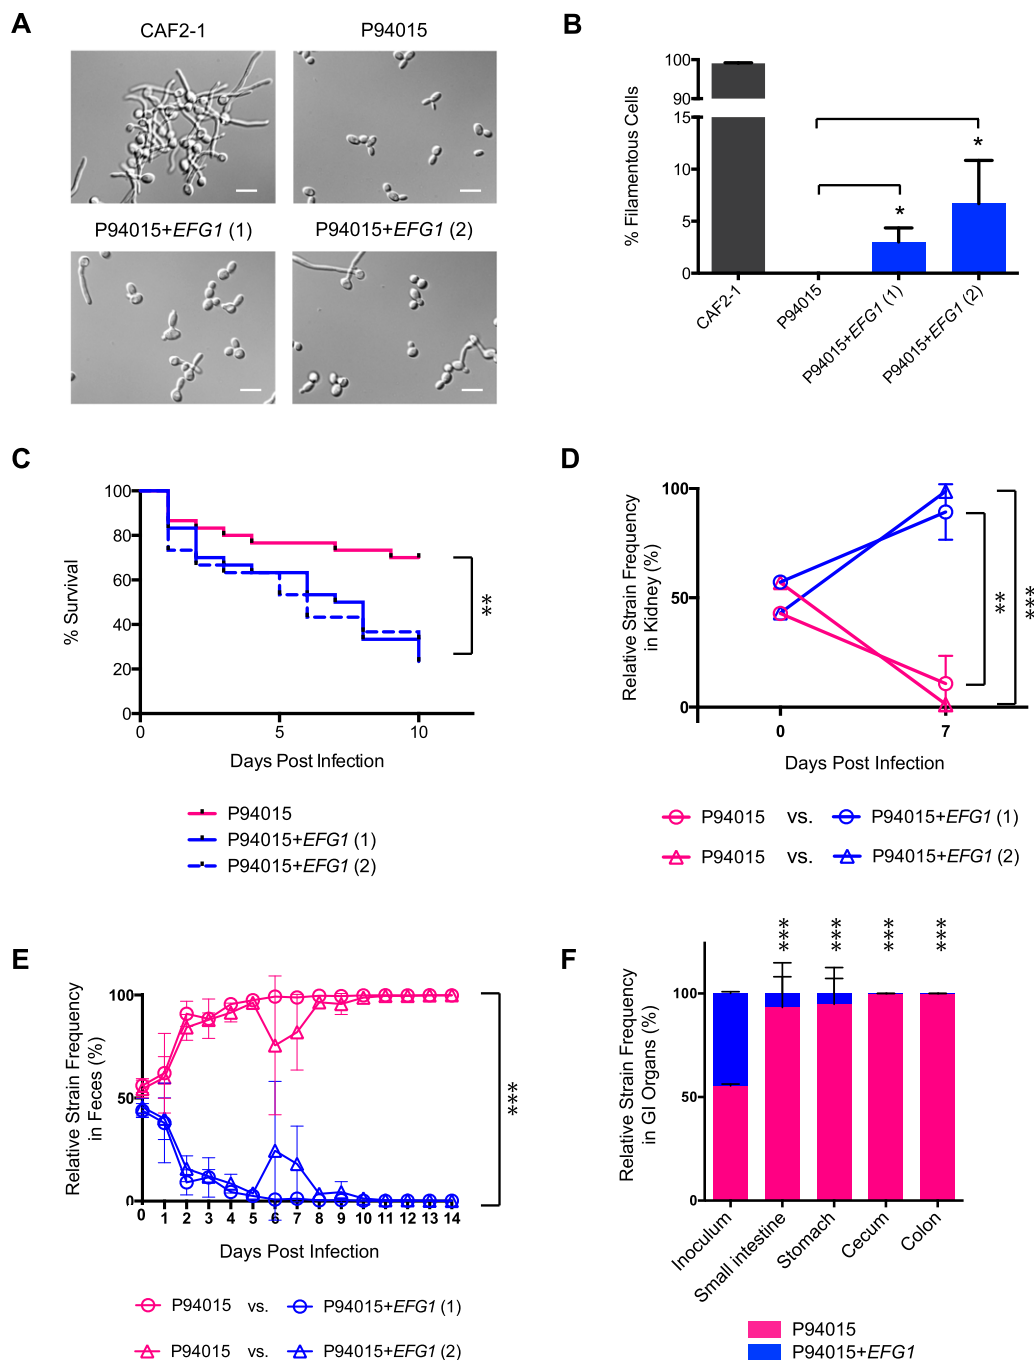 A
CAF2-1
P94015
P94015+EFG1 (1)
P94015+EFG1 (2)
B
% Filamentous Cells
100
90
15
10
5
0
*
*
CAF2-1
P94015
P94015+EFG1 (1)
P94015+EFG1 (2)
C
% Survival
100
80
60
40
20
0
0
5
10
**
Days Post Infection
P94015
P94015+EFG1 (1)
P94015+EFG1 (2)
D
Relative Strain Frequency
in Kidney (%)
100
50
0
0
7
**
***
Days Post Infection
P94015 vs. P94015+EFG1 (1)
P94015 vs. P94015+EFG1 (2)
E
Relative Strain Frequency
in Feces (%)
100
50
0
0 1 2 3 4 5 6 7 8 9 10 11 12 13 14
***
Days Post Infection
P94015 vs. P94015+EFG1 (1)
P94015 vs. P94015+EFG1 (2)
F
Relative Strain Frequency
in GI Organs (%)
100
50
0
*** *** *** ***
Inoculum
Small intestine
Stomach
Cecum
Colon
P94015
P94015+EFG1